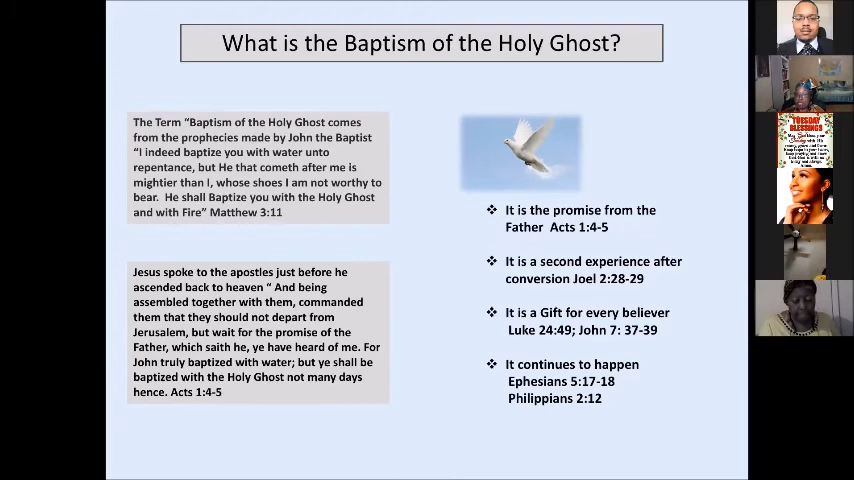 What is the Baptism of the Holy Ghost?
The Term “Baptism of the Holy Ghost comes
from the prophecies made by John the Baptist
“I indeed baptize you with water unto
repentance, but He that cometh after me is
mightier than I, whose shoes I am not worthy to
bear. He shall Baptize you with the Holy Ghost
and with Fire” Matthew 3:11
Jesus spoke to the apostles just before he
ascended back to heaven “ And being
assembled together with them, commanded
them that they should not depart from
Jerusalem, but wait for the promise of the
Father, which saith he, ye have heard of me. For
John truly baptized with water; but ye shall be
baptized with the Holy Ghost not many days
hence. Acts 1:4-5
❖ It is the promise from the
Father Acts 1:4-5
❖ It is a second experience after
conversion Joel 2:28-29
❖ It is a Gift for every believer
Luke 24:49; John 7: 37-39
❖ It continues to happen
Ephesians 5:17-18
Philippians 2:12
TUESDAY
BLESSINGS